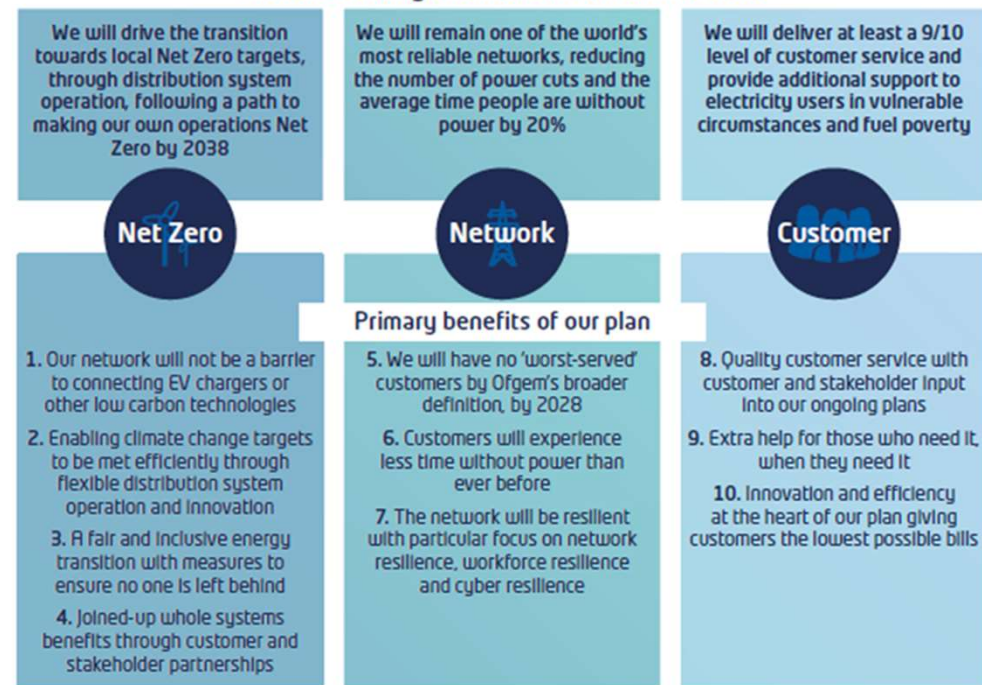 We will drive the transition
towards local Net Zero targets,
through distribution system
operation, following a path to
making our own operations Net
Zero by 2038
We will remain one of the world's
most reliable networks, reducing
the number of power cuts and the
average time people are without
power by 20%
We will deliver at least a 9/10
level of customer service and
provide additional support to
electricity users in vulnerable
circumstances and fuel poverty
Net Zero
Network
Customer
Primary benefits of our plan
1. Our network will not be a barrier
to connecting EV chargers or
other low carbon technologies
2. Enabling climate change targets
to be met efficiently through
flexible distribution system
operation and innovation
3. A fair and inclusive energy
transition with measures to
ensure no one is left behind
4. Joined-up whole systems
benefits through customer and
stakeholder partnerships
5. We will have no 'worst-served'
customers by Ofgem's broader
definition, by 2028
6. Customers will experience
less time without power than
ever before
7. The network will be resilient
with particular focus on network
resilience, workforce resilience
and cyber resilience
8. Quality customer service with
customer and stakeholder input
into our ongoing plans
9. Extra help for those who need it,
when they need it
10. Innovation and efficiency
at the heart of our plan giving
customers the lowest possible bills